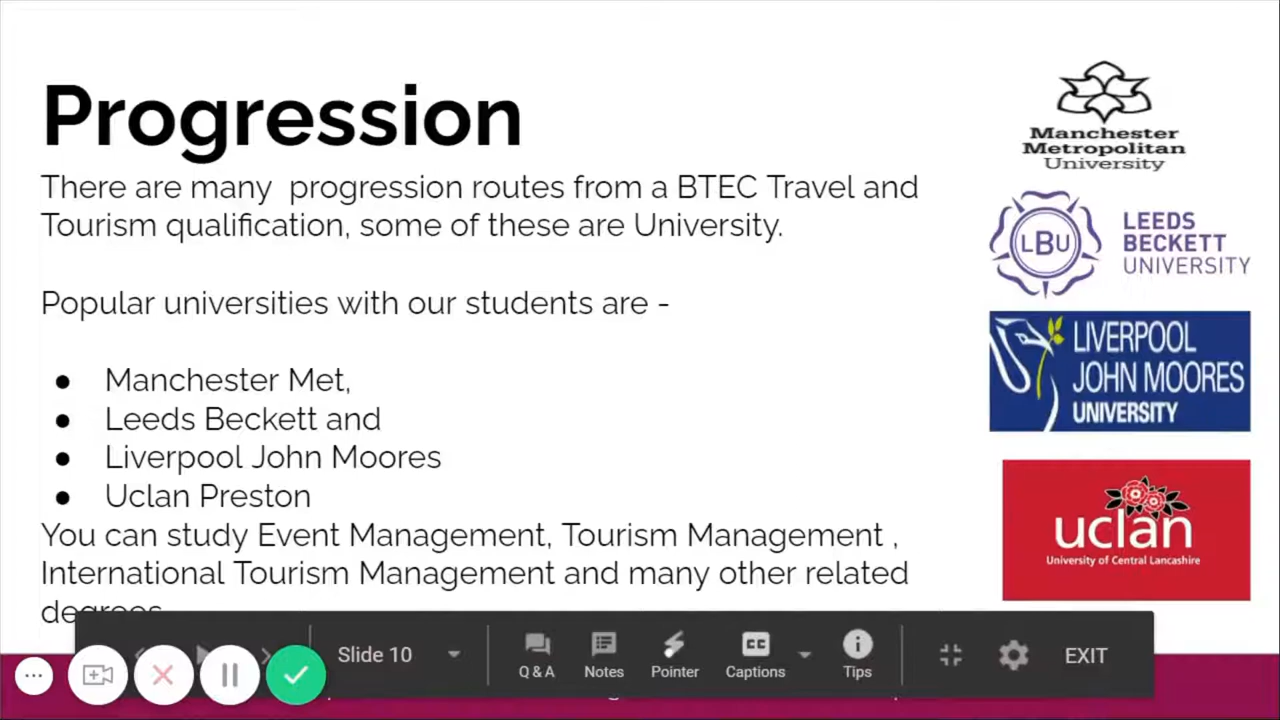 Progression
There are many progression routes from a BTEC Travel and
Tourism qualification, some of these are University.
Popular universities with our students are -
● Manchester Met,
● Leeds Beckett and
● Liverpool John Moores
● Uclan Preston
You can study Event Management, Tourism Management ,
International Tourism Management and many other related
degrees
Manchester
Metropolitan
University
LBU
LEEDS
BECKETT
UNIVERSITY
LIVERPOOL
JOHN MOORES
UNIVERSITY
uclan
University of Central Lancashire
Slide 10
Q & A
Notes
Pointer
CC
Captions
Tips
EXIT